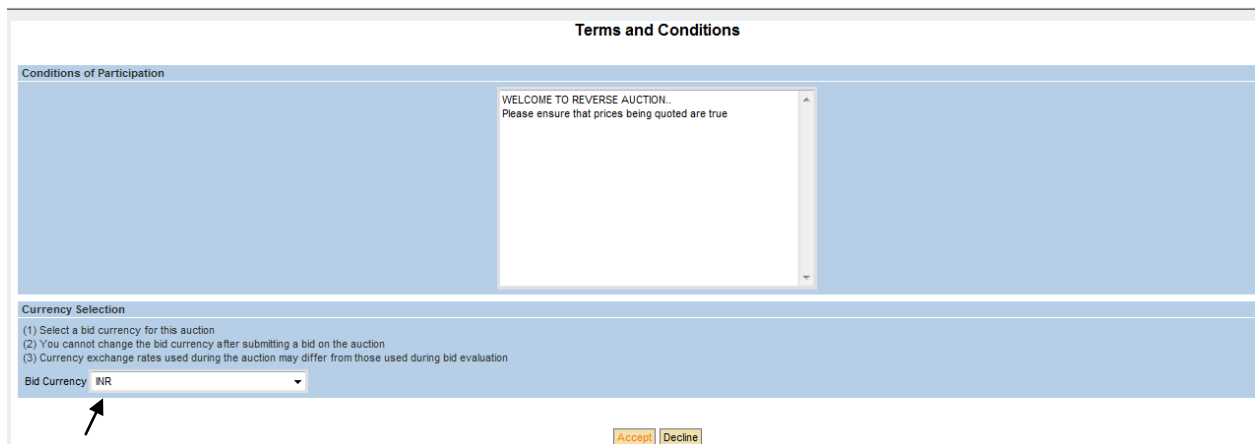 Terms and Conditions
Conditions of Participation
WELCOME TO REVERSE AUCTION..
Please ensure that prices being quoted are true
Currency Selection
(1) Select a bid currency for this auction
(2) You cannot change the bid currency after submitting a bid on the auction
(3) Currency exchange rates used during the auction may differ from those used during bid evaluation
Bid Currency INR
Accept Decline